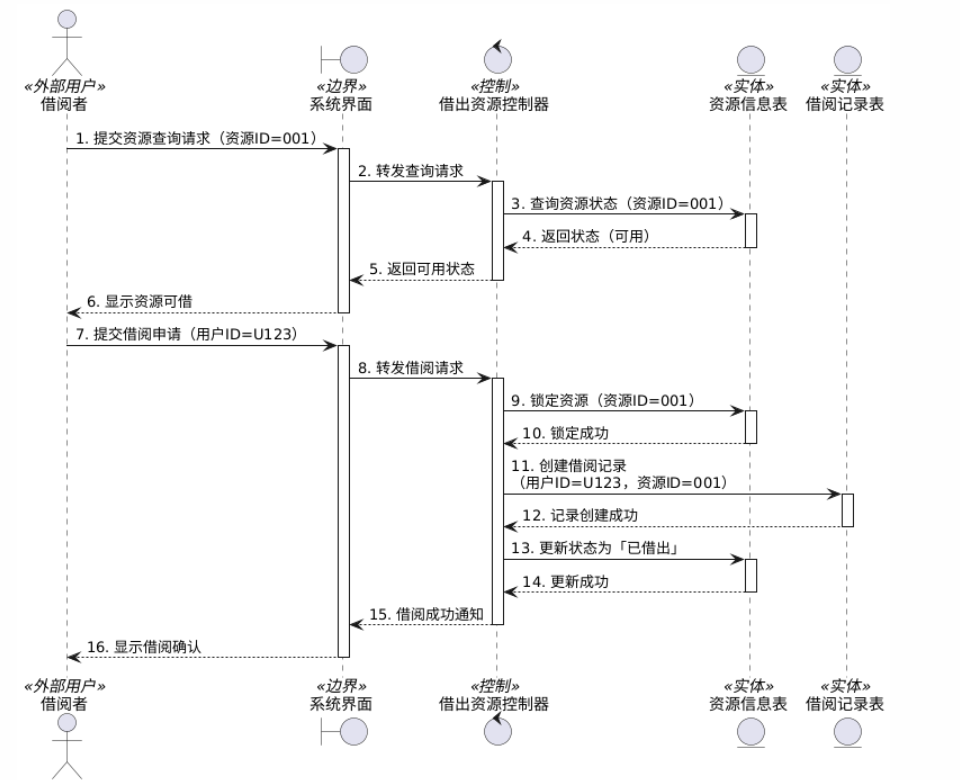 «外部用户»
借阅者
«边界»
系统界面
«控制»
借出资源控制器
«实体»
资源信息表
«实体»
借阅记录表
1. 提交资源查询请求（资源ID=001）
2. 转发查询请求
3. 查询资源状态（资源ID=001）
4. 返回状态（可用）
5. 返回可用状态
6. 显示资源可借
7. 提交借阅申请（用户ID=U123）
8. 转发借阅请求
9. 锁定资源（资源ID=001）
10. 锁定成功
11. 创建借阅记录
（用户ID=U123，资源ID=001）
12. 记录创建成功
13. 更新状态为「已借出」
14. 更新成功
15. 借阅成功通知
16. 显示借阅确认
«外部用户»
借阅者
«边界»
系统界面
«控制»
借出资源控制器
«实体»
资源信息表
«实体»
借阅记录表